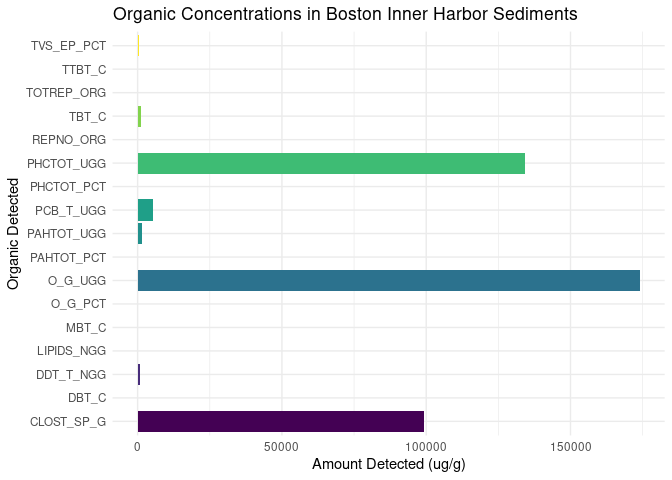 Organic Concentrations in Boston Inner Harbor Sediments
Organic Detected
TVS_EP_PCT
TTBT_C
TOTREP_ORG
TBT_C
REPNO_ORG
PHCTOT_UGG
PHCTOT_PCT
PCB_T_UGG
PAHTOT_UGG
PAHTOT_PCT
O_G_UGG
O_G_PCT
MBT_C
LIPIDS_NGG
DDT_T_NGG
DBT_C
CLOST_SP_G
0 50000 100000 150000
Amount Detected (ug/g)